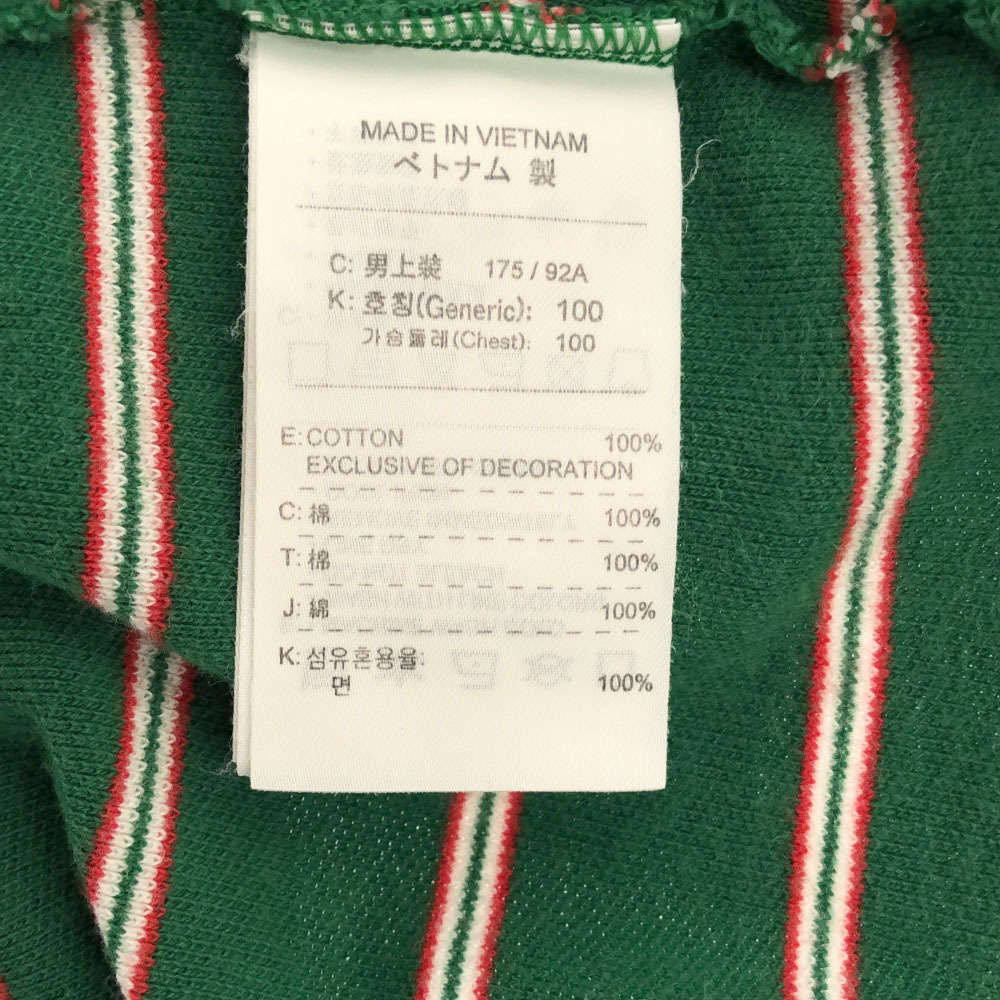 MADE IN VIETNAM
ベトナム 製
C: 男上装 175 / 92A
K: 호칭(Generic): 100
가슴둘레(Chest): 100
E: COTTON 100%
EXCLUSIVE OF DECORATION
C: 棉 100%
T: 棉 100%
J: 綿 100%
K: 섬유혼용율:
면 100%